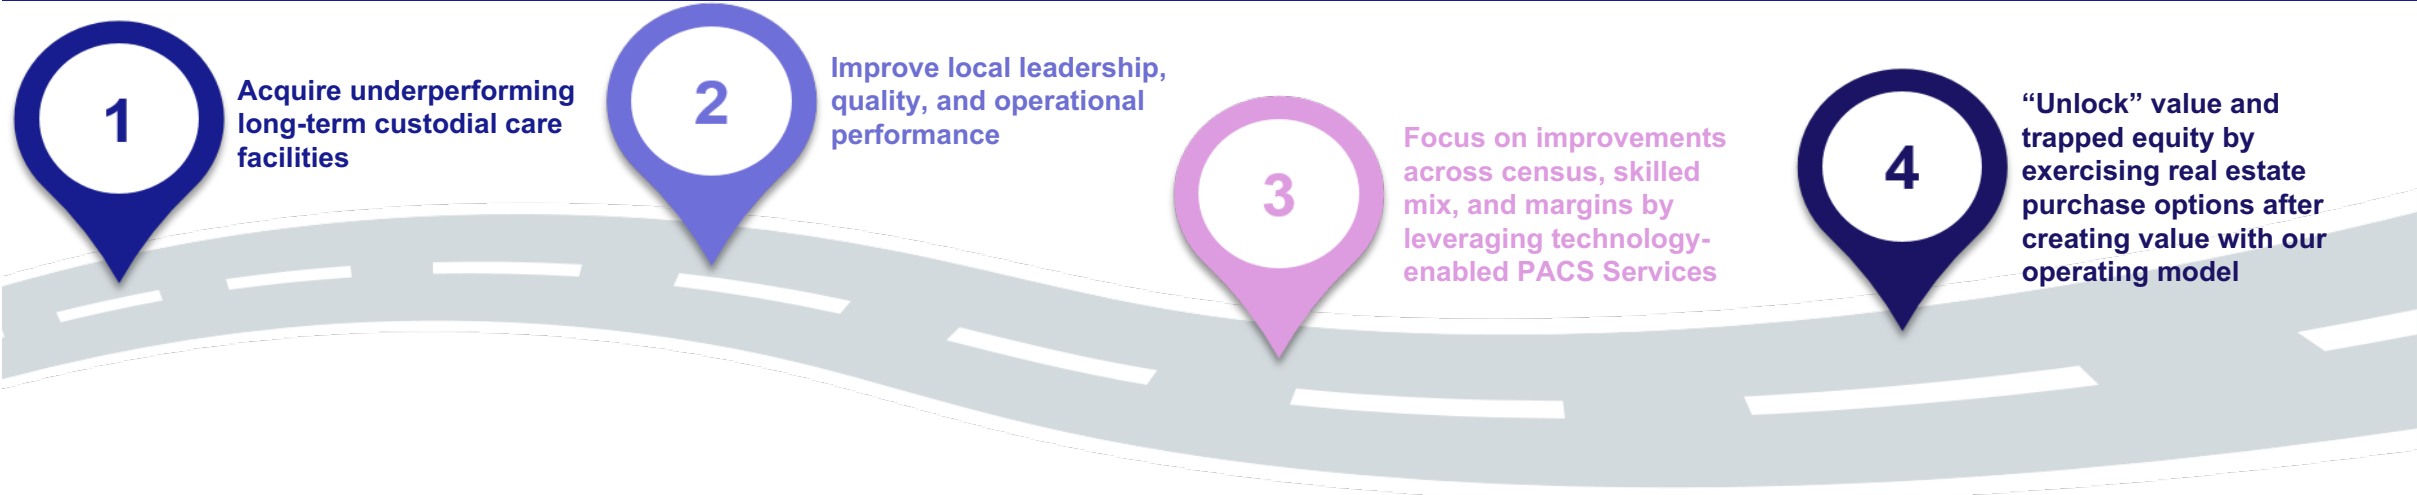 1
Acquire underperforming
long-term custodial care
facilities
2
Improve local leadership,
quality, and operational
performance
3
Focus on improvements
across census, skilled
mix, and margins by
leveraging technology-
enabled PACS Services
4
“Unlock” value and
trapped equity by
exercising real estate
purchase options after
creating value with our
operating model